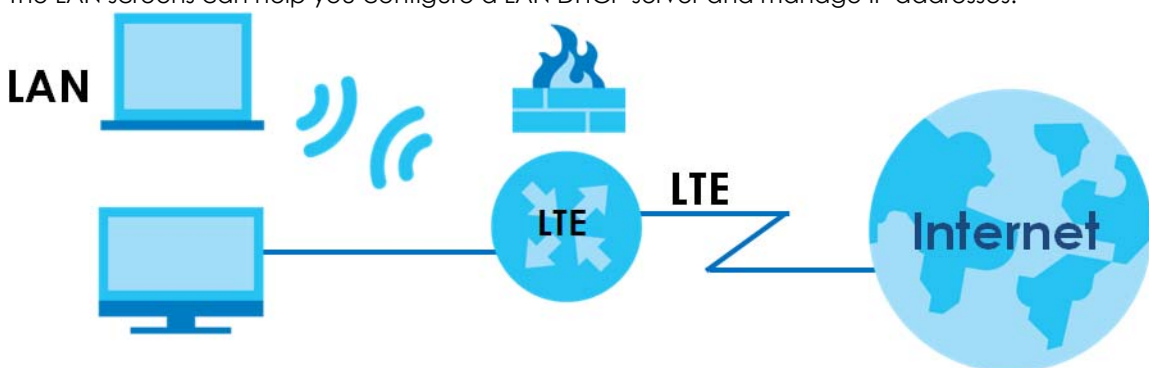 The LAN screens can help you configure a LAN DHCP server and manage IP addresses.
LAN
LTE
LTE
Internet